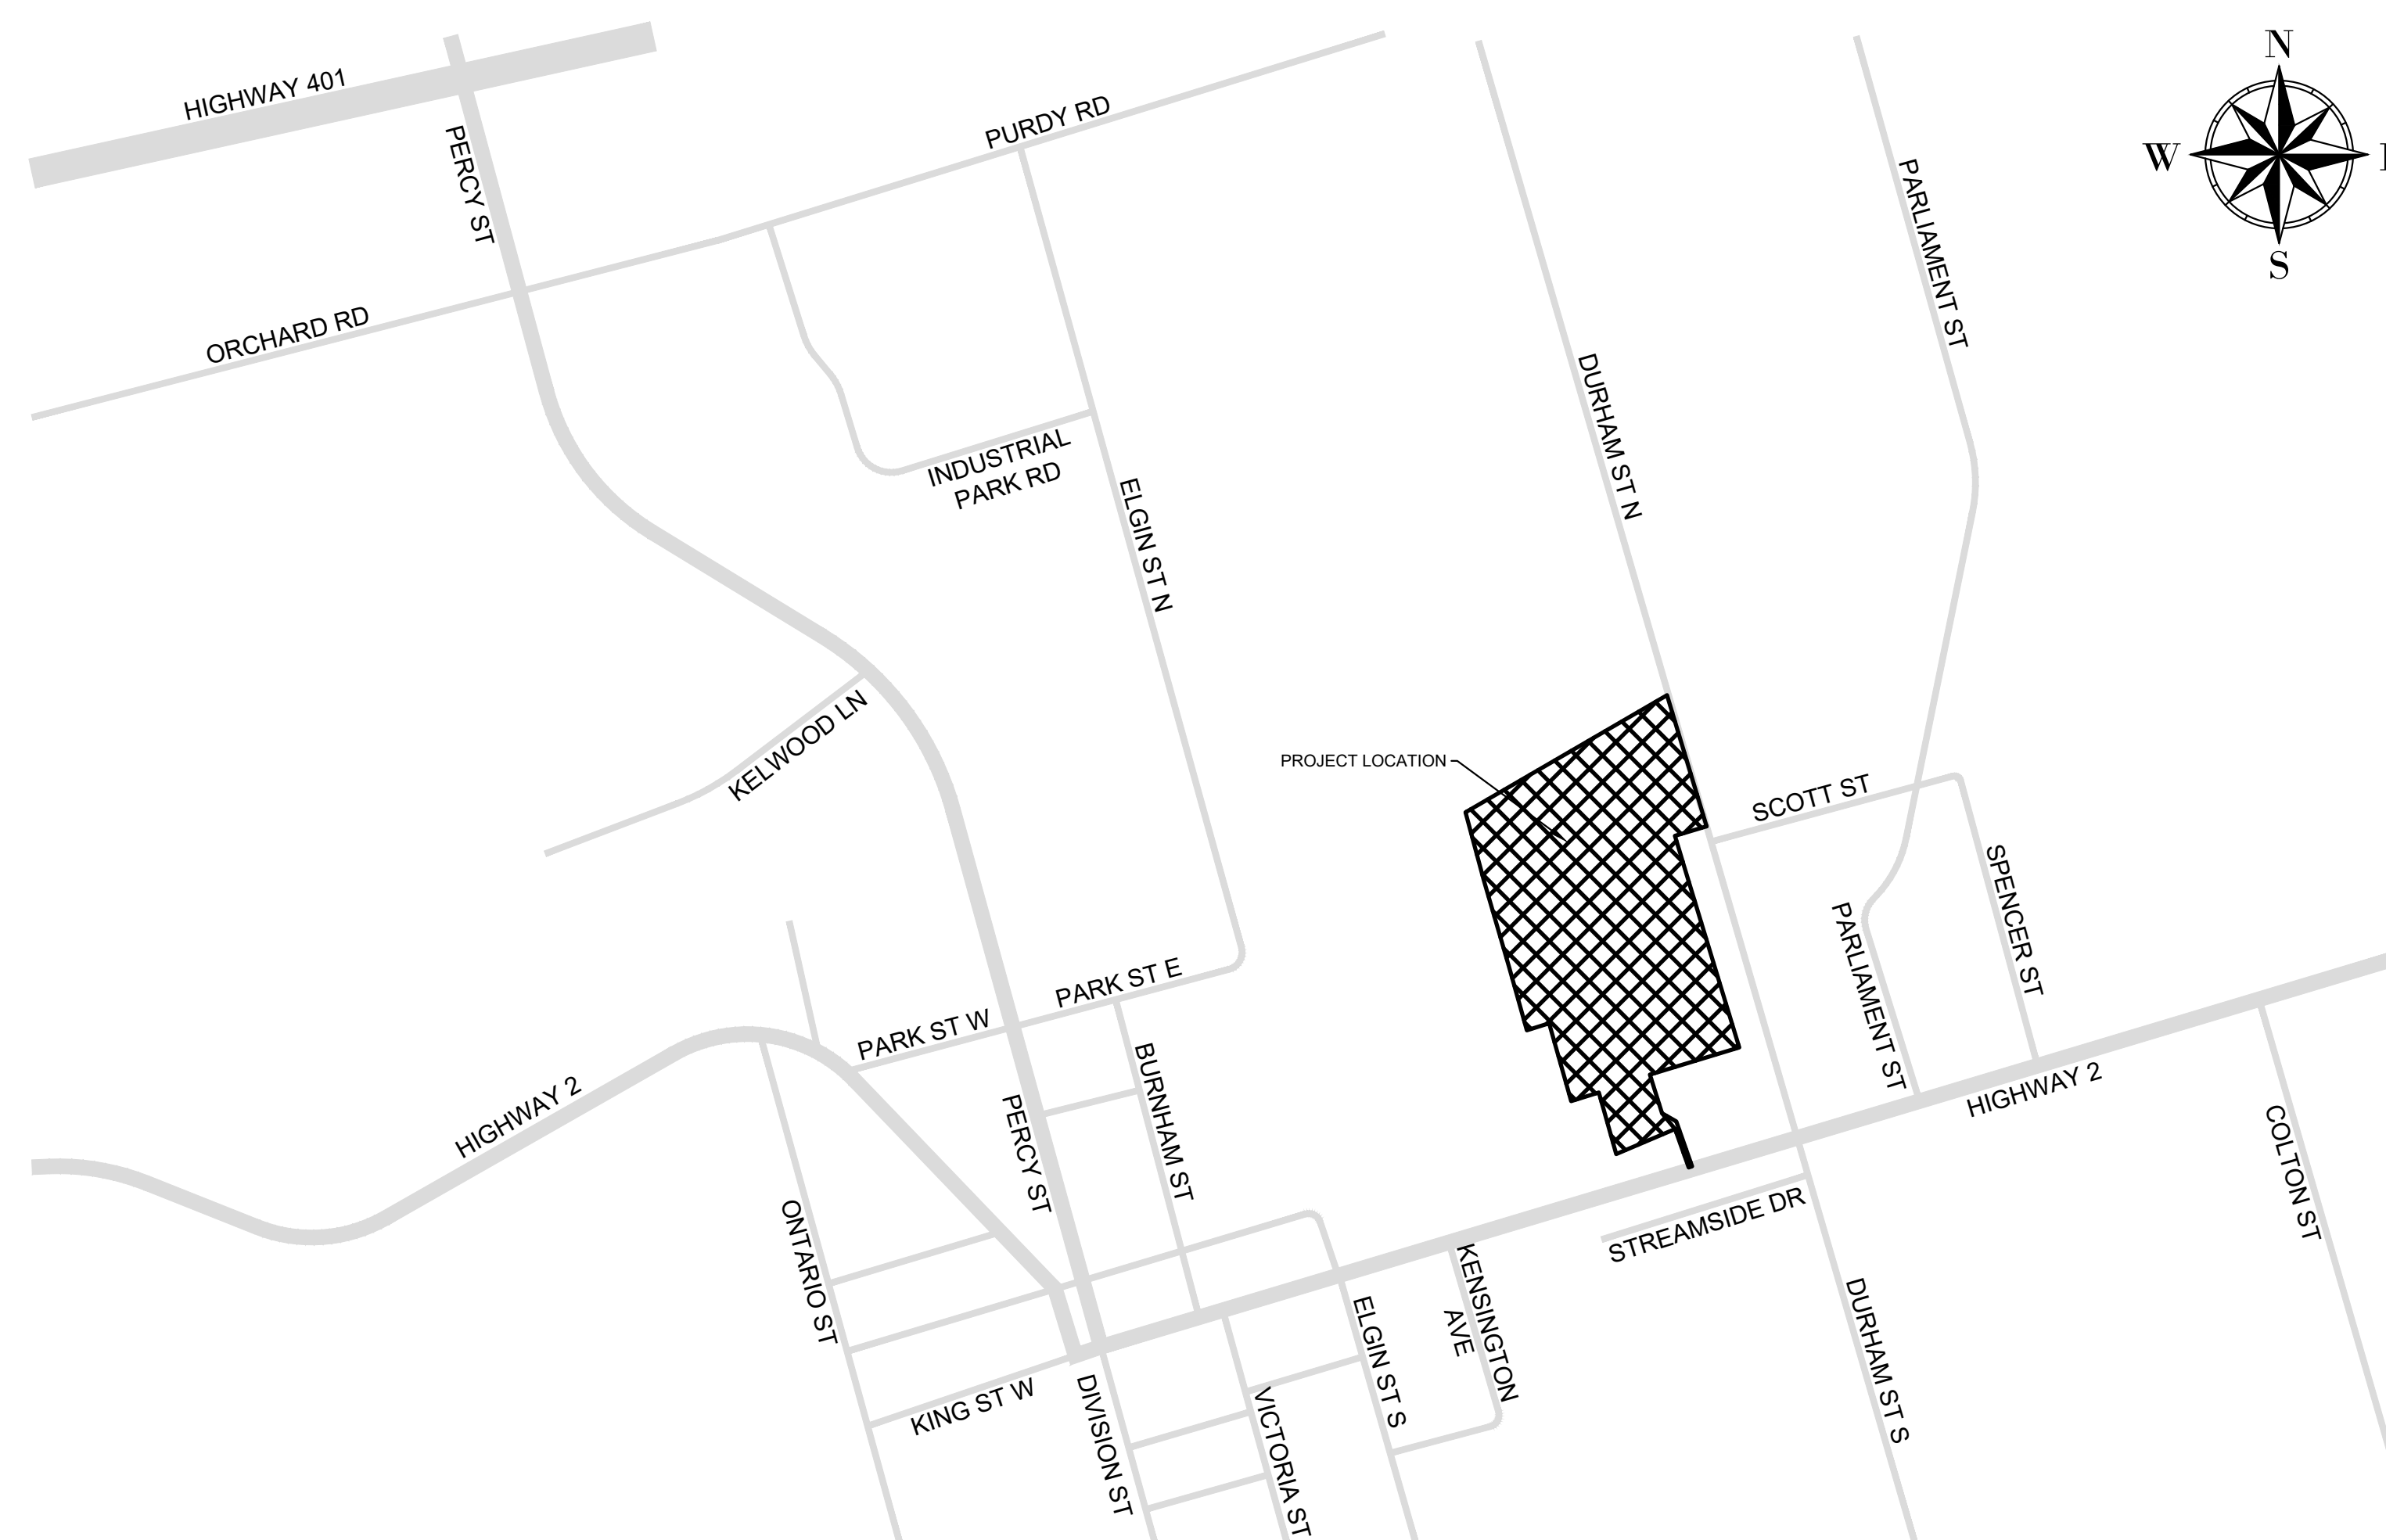 N
HIGHWAY 401
PURDY RD
PERCY ST
W
PARLIAMENT ST
S
ORCHARD RD
DURHAM ST N
INDUSTRIAL
PARK RD
ELGIN ST N
KELWOOD LN
PROJECT LOCATION
SCOTT ST
SPENCER ST
PARLIAMENT ST
PARK ST E
PARK ST W
BURNHAM ST
HIGHWAY 2
HIGHWAY 2
PERCY ST
COLTON ST
ONTARIO ST
STREAMSIDE DR
KENSINGTON
AVE
ELGIN ST S
DURHAM ST S
KING ST W
DIVISION ST
VICTORIA ST